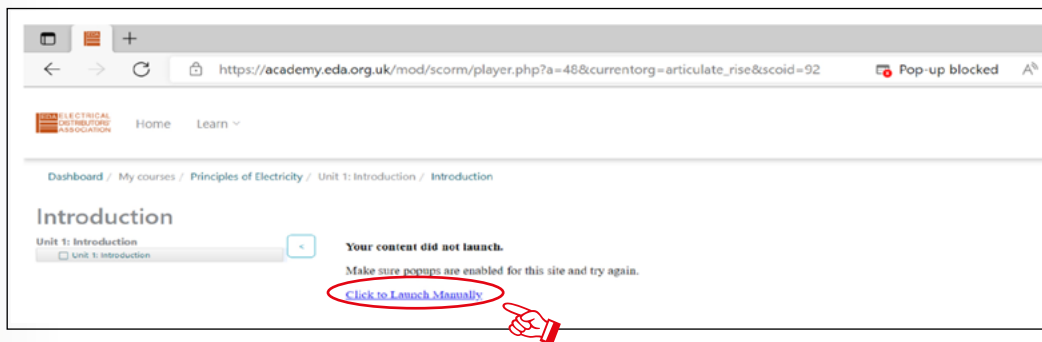 https://academy.eda.org.uk/mod/scorm/player.php?a=48&currentorg=articulate_rise&scoid=92 Pop-up blocked A
EDA ELECTRICAL
DISTRIBUTORS'
ASSOCIATION
Home Learn
Dashboard / My courses / Principles of Electricity / Unit 1: Introduction / Introduction
Introduction
Unit 1: Introduction
Unit 1: Introduction
<
Your content did not launch.
Make sure popups are enabled for this site and try again.
Click to Launch Manually